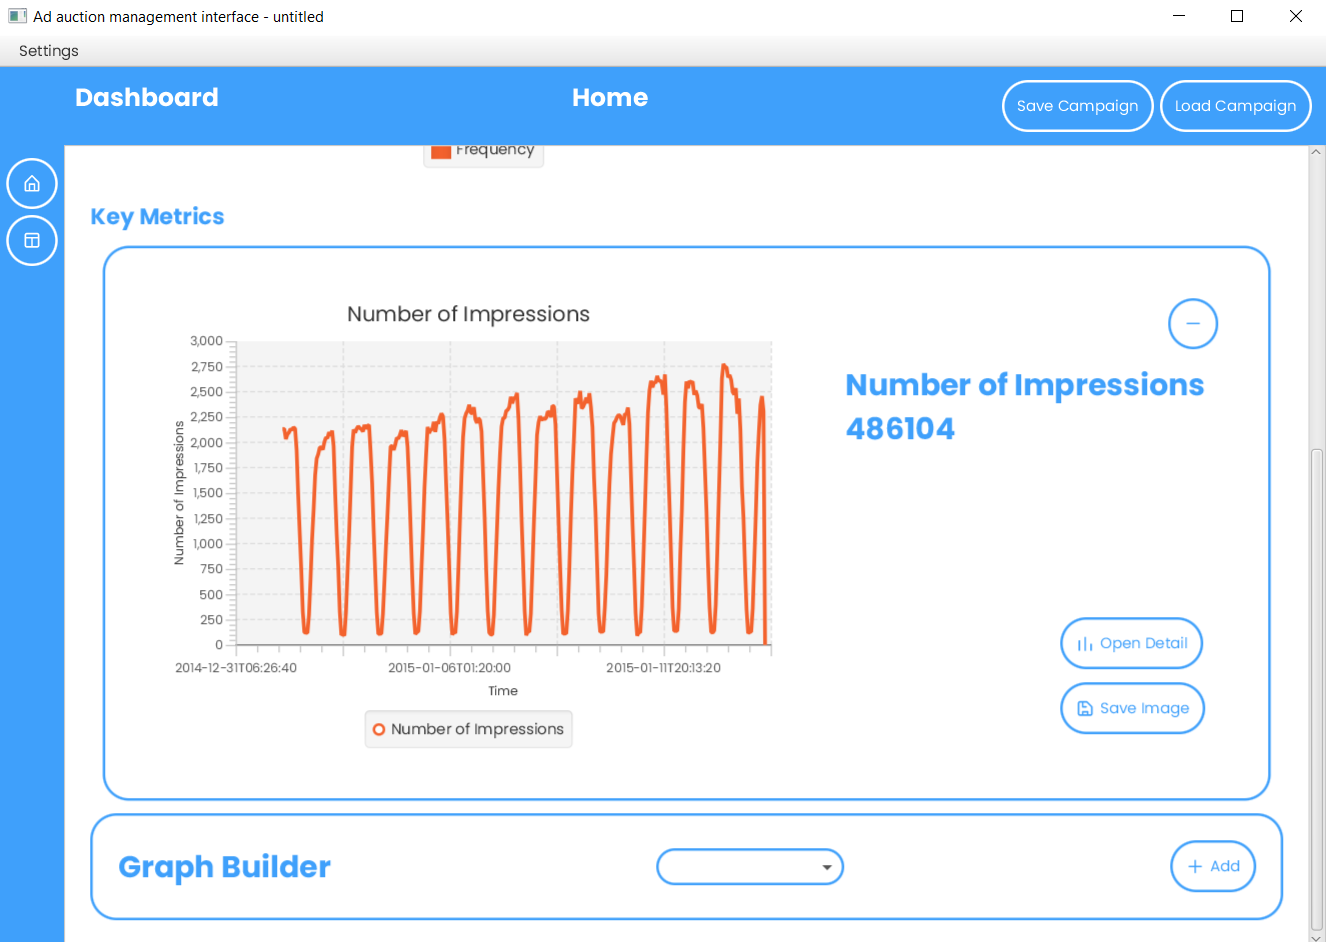 Ad auction management interface - untitled
Settings
Dashboard
Home
Save Campaign
Load Campaign
Frequency
Key Metrics
Number of Impressions
3,000
2,750
2,500
2,250
2,000
1,750
1,500
1,250
1,000
750
500
250
0
Number of Impressions
2014-12-31T06:26:40
2015-01-06T01:20:00
2015-01-11T20:13:20
Time
Number of Impressions
Number of Impressions
486104
Open Detail
Save Image
Graph Builder
Add